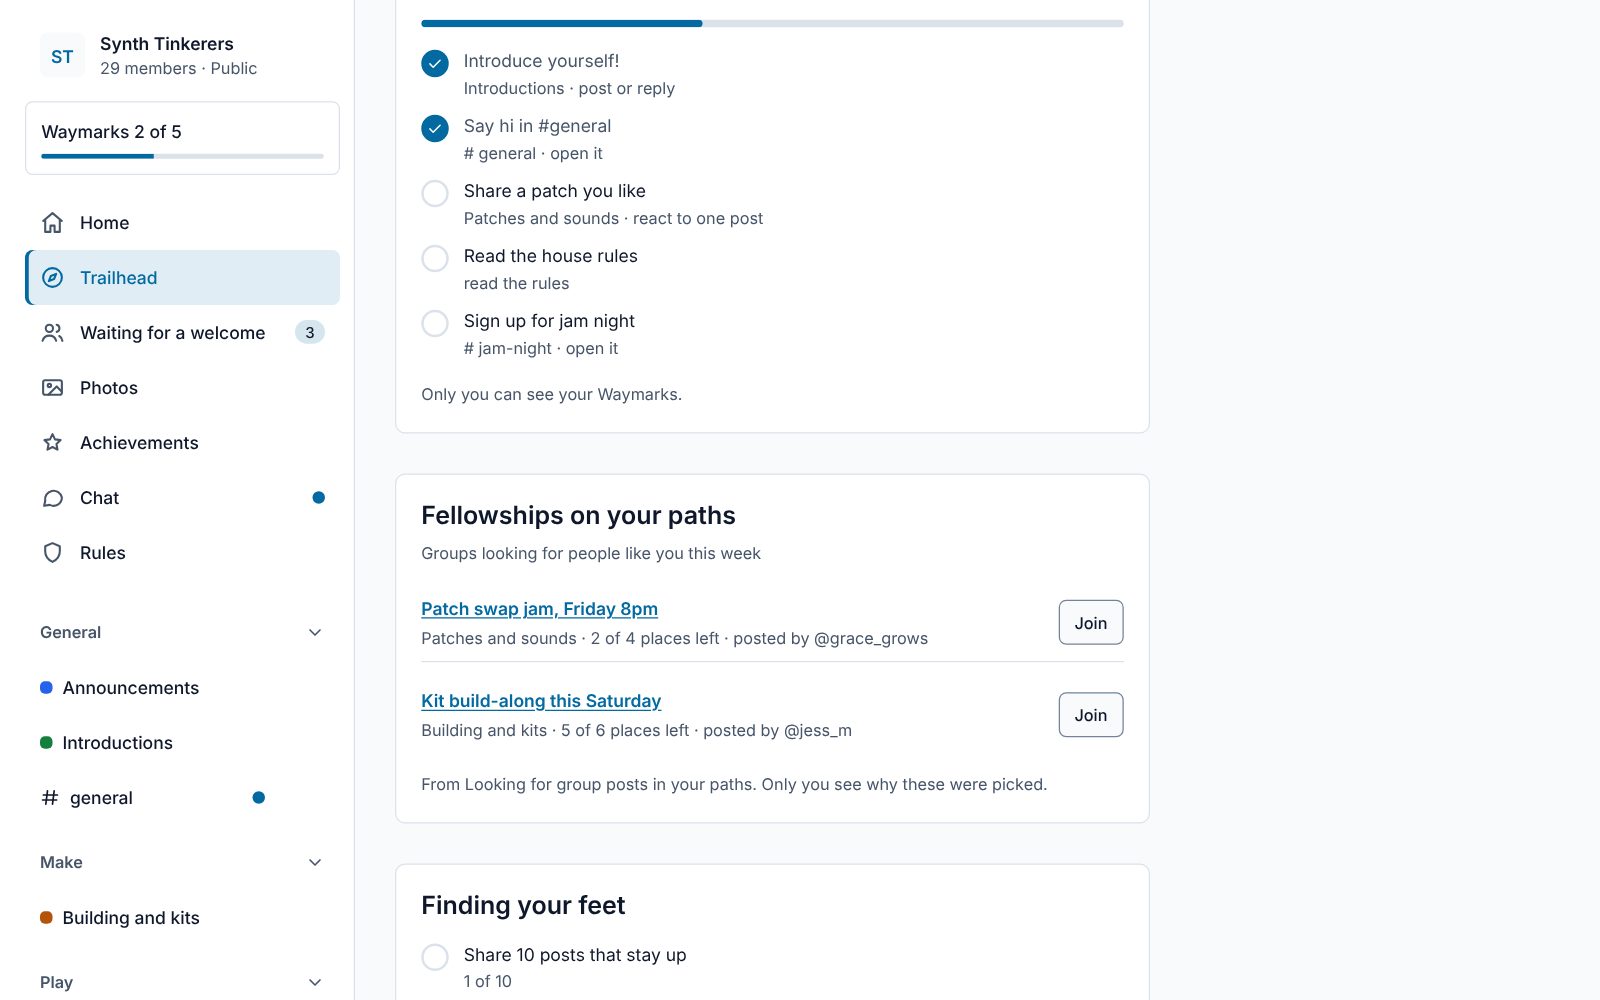 ST
Synth Tinkerers
29 members · Public
Waymarks 2 of 5
Home
Trailhead
Waiting for a welcome 3
Photos
Achievements
Chat
Rules
General
Announcements
Introductions
# general
Make
Building and kits
Play
Introduce yourself!
Introductions · post or reply
Say hi in #general
# general · open it
Share a patch you like
Patches and sounds · react to one post
Read the house rules
read the rules
Sign up for jam night
# jam-night · open it
Only you can see your Waymarks.
Fellowships on your paths
Groups looking for people like you this week
Patch swap jam, Friday 8pm
Patches and sounds · 2 of 4 places left · posted by @grace_grows
Join
Kit build-along this Saturday
Building and kits · 5 of 6 places left · posted by @jess_m
Join
From Looking for group posts in your paths. Only you see why these were picked.
Finding your feet
Share 10 posts that stay up
1 of 10